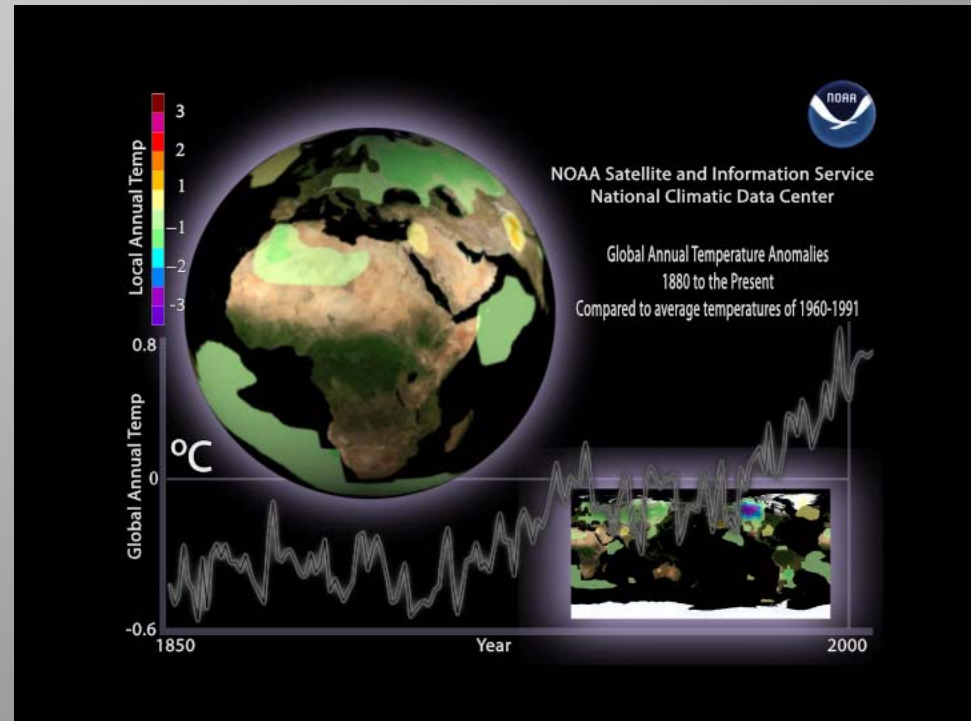 NOAA
NOAA Satellite and Information Service
National Climatic Data Center
Global Annual Temperature Anomalies
1880 to the Present
Compared to average temperatures of 1960-1991
Local Annual Temp
3
2
1
–1
–2
-3
Global Annual Temp
0.8
ºC
0
-0.6
1850
Year
2000